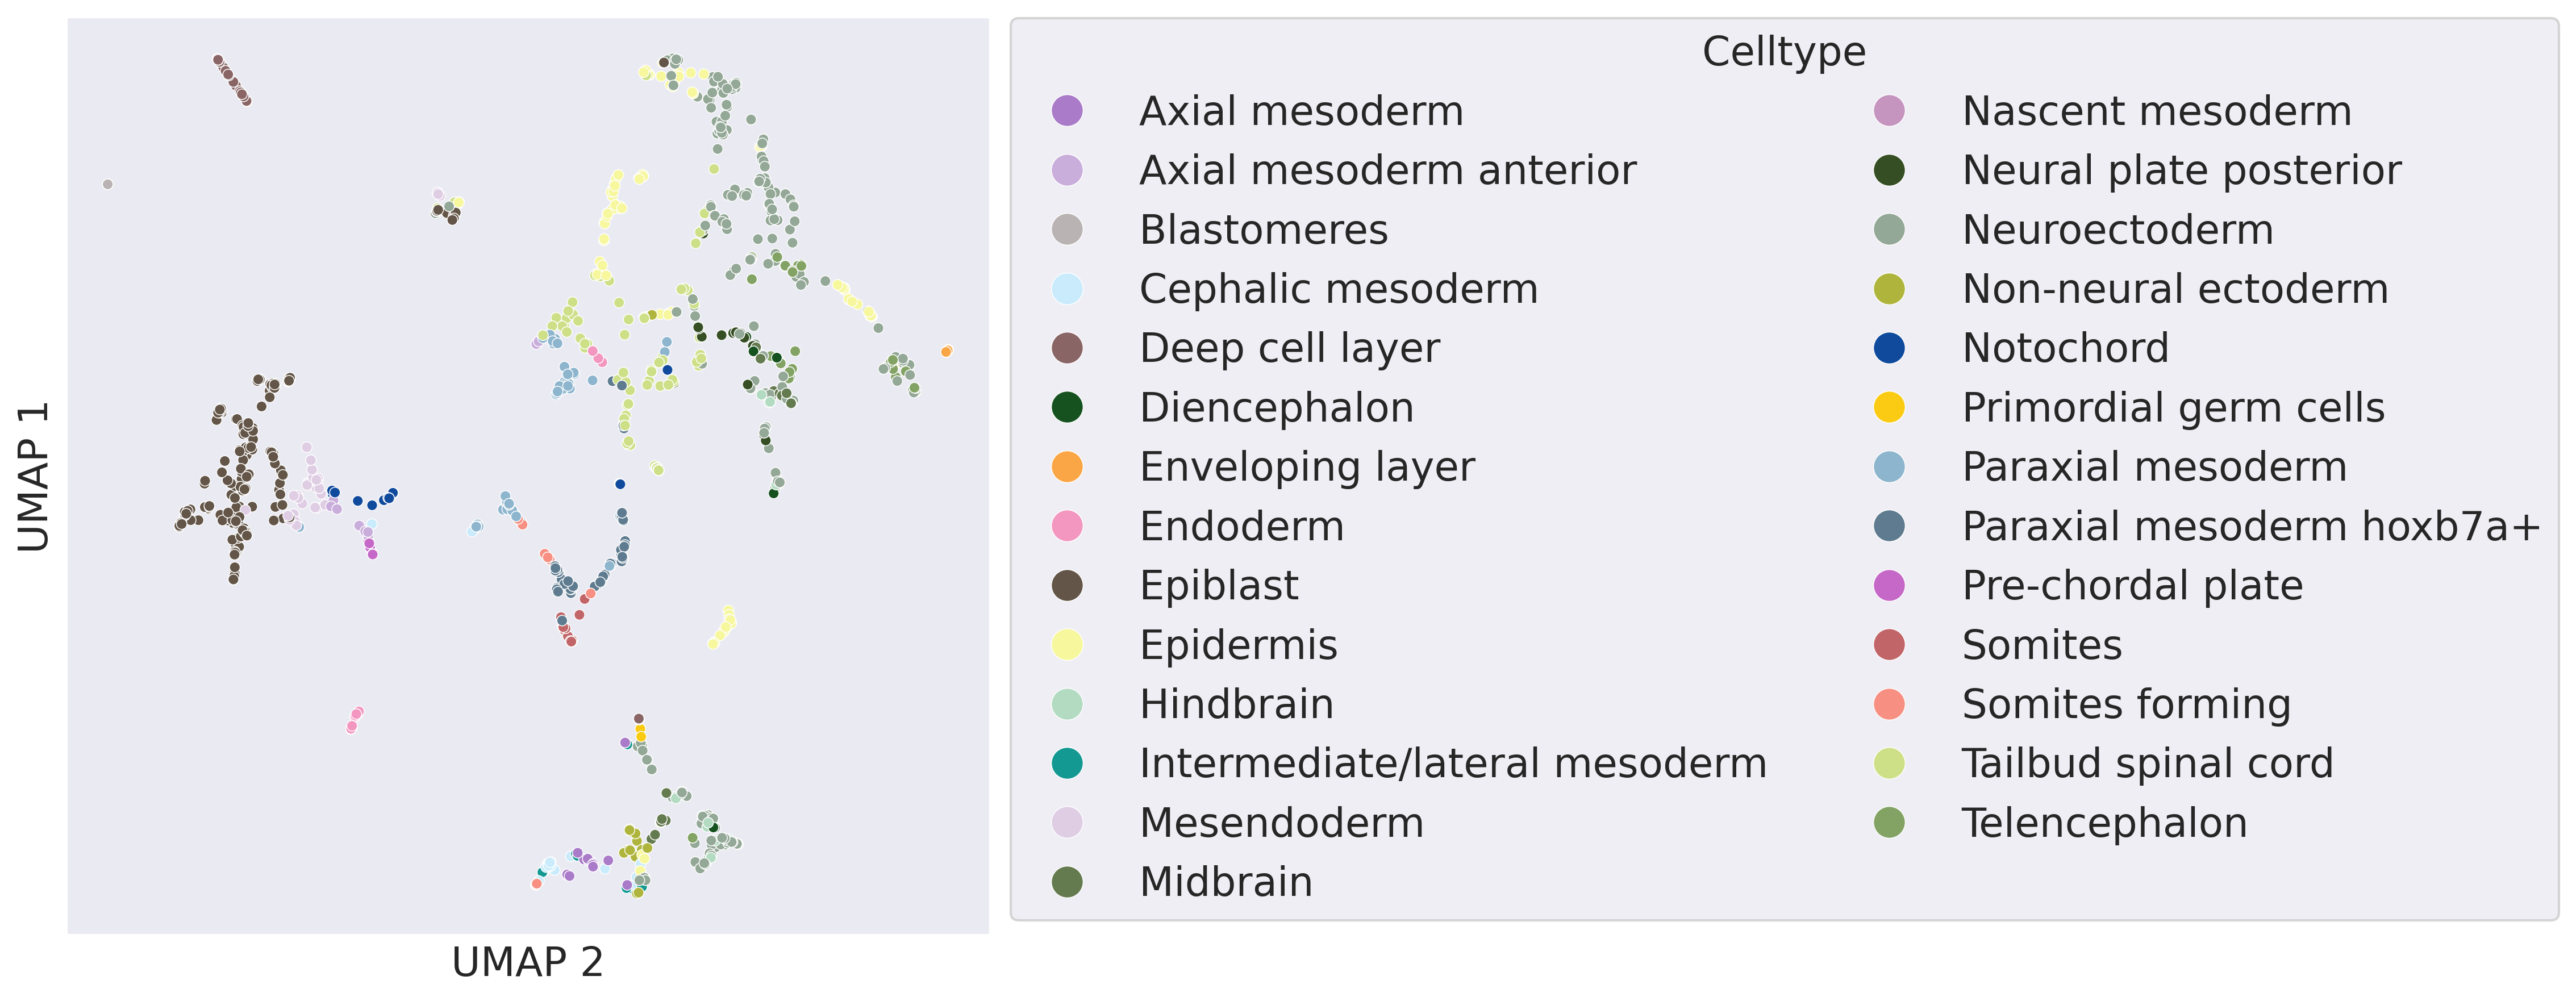 UMAP 1
UMAP 2
Celltype
Axial mesoderm
Axial mesoderm anterior
Blastomeres
Cephalic mesoderm
Deep cell layer
Diencephalon
Enveloping layer
Endoderm
Epiblast
Epidermis
Hindbrain
Intermediate/lateral mesoderm
Mesendoderm
Midbrain
Nascent mesoderm
Neural plate posterior
Neuroectoderm
Non-neural ectoderm
Notochord
Primordial germ cells
Paraxial mesoderm
Paraxial mesoderm hoxb7a+
Pre-chordal plate
Somites
Somites forming
Tailbud spinal cord
Telencephalon